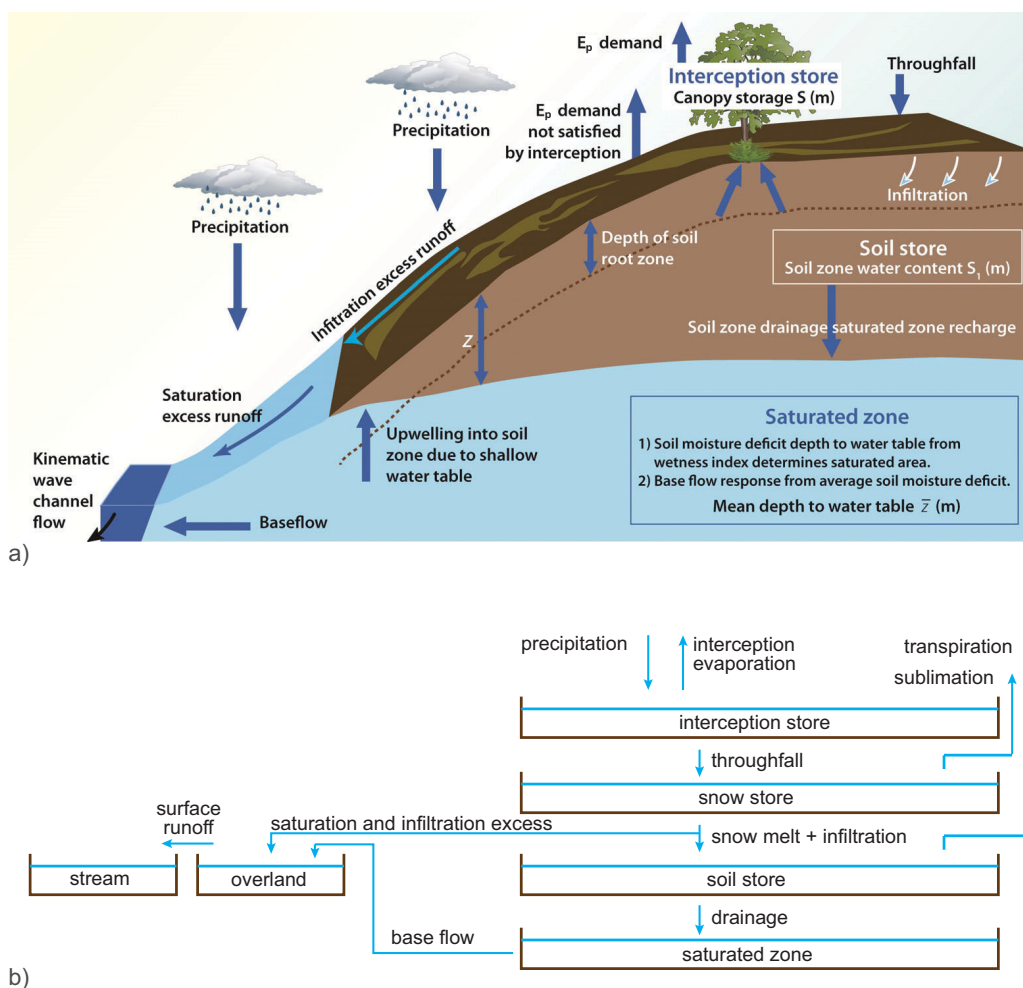 E_p demand
Interception store
Canopy storage S (m)
Throughfall
E_p demand
not satisfied
by interception
Precipitation
Precipitation
Infiltration
Infitration excess runoff
Depth of soil
root zone
Soil store
Soil zone water content S_1 (m)
z
Soil zone drainage saturated zone recharge
Saturation
excess runoff
Saturated zone
1) Soil moisture deficit depth to water table from
wetness index determines saturated area.
2) Base flow response from average soil moisture deficit.
Mean depth to water table z̅ (m)
Upwelling into soil
zone due to shallow
water table
Kinematic
wave
channel
flow
Baseflow
a)
precipitation
interception
evaporation
transpiration
sublimation
interception store
throughfall
snow store
surface
runoff
saturation and infiltration excess
snow melt + infiltration
stream
overland
soil store
drainage
base flow
saturated zone
b)